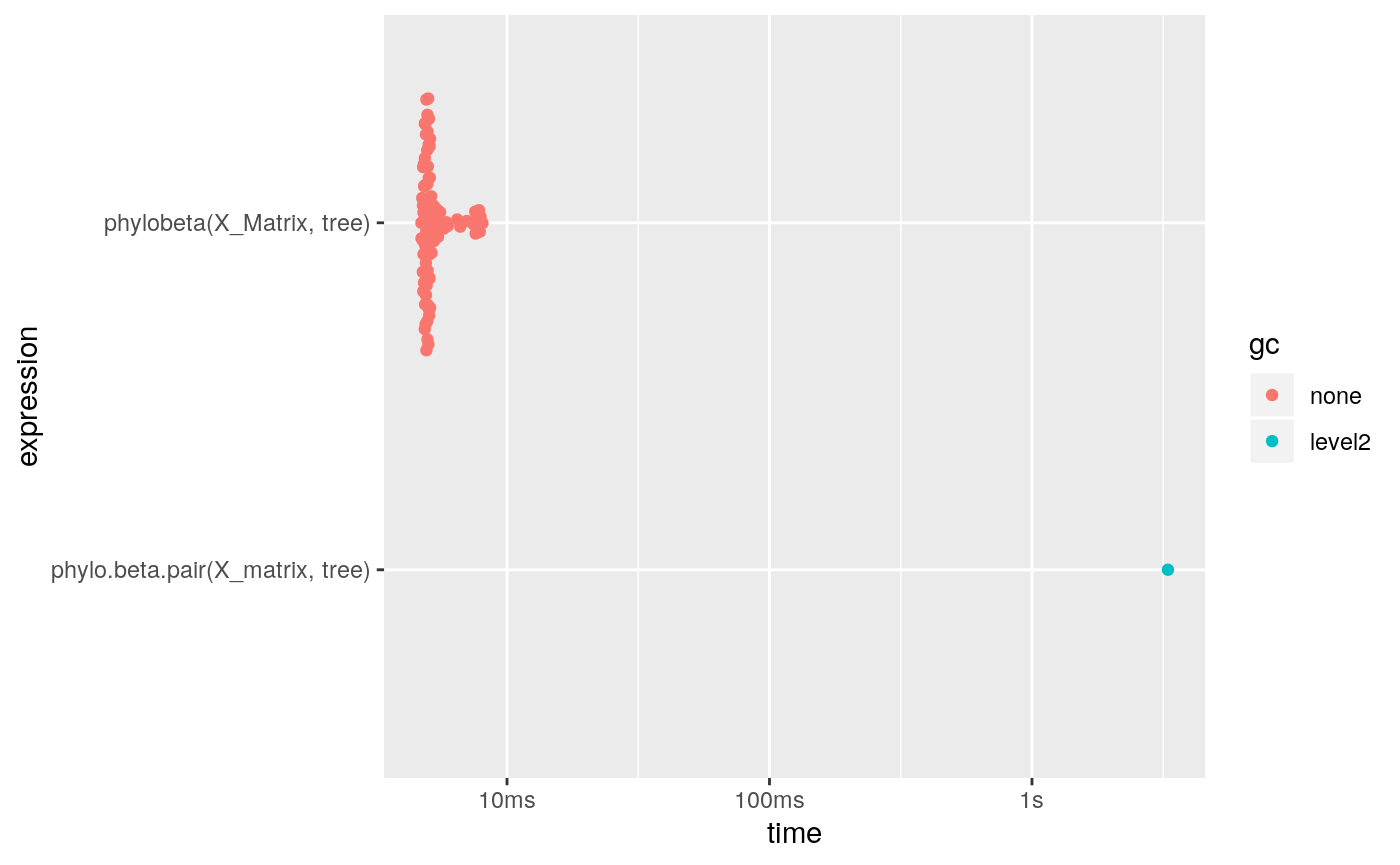 phylobeta(X_Matrix, tree)
phylo.beta.pair(X_matrix, tree)
expression
10ms
100ms
1s
time
gc
none
level2